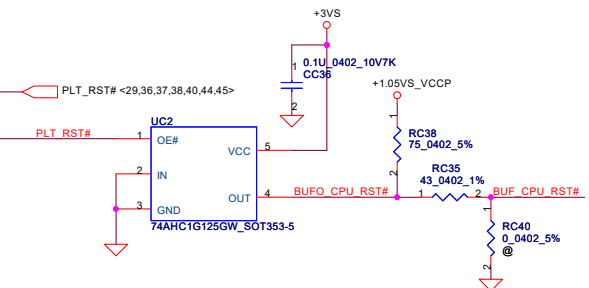 +3VS
0.1U_0402_10V7K
1
CC36
2
+1.05VS_VCCP
PLT_RST# <29,36,37,38,40,44,45>
1
RC38
75_0402_5%
2
UC2
PLT_RST# 1 OE#
VCC 5
2 IN
3 GND
OUT 4 BUFO_CPU_RST#
74AHC1G125GW_SOT353-5
RC35
43_0402_1%
1 2 BUF_CPU_RST#
1
RC40
0_0402_5%
@
2